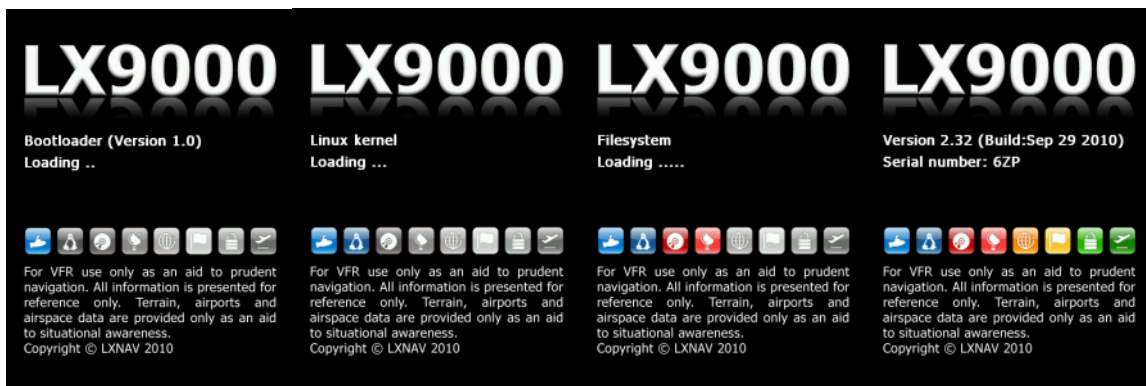 LX9000
Bootloader (Version 1.0)
Loading ..
For VFR use only as an aid to prudent
navigation. All information is presented for
reference only. Terrain, airports and
airspace data are provided only as an aid
to situational awareness.
Copyright © LXNAV 2010
LX9000
Linux kernel
Loading ...
For VFR use only as an aid to prudent
navigation. All information is presented for
reference only. Terrain, airports and
airspace data are provided only as an aid
to situational awareness.
Copyright © LXNAV 2010
LX9000
Filesystem
Loading .....
For VFR use only as an aid to prudent
navigation. All information is presented for
reference only. Terrain, airports and
airspace data are provided only as an aid
to situational awareness.
Copyright © LXNAV 2010
LX9000
Version 2.32 (Build:Sep 29 2010)
Serial number: 6ZP
For VFR use only as an aid to prudent
navigation. All information is presented for
reference only. Terrain, airports and
airspace data are provided only as an aid
to situational awareness.
Copyright © LXNAV 2010